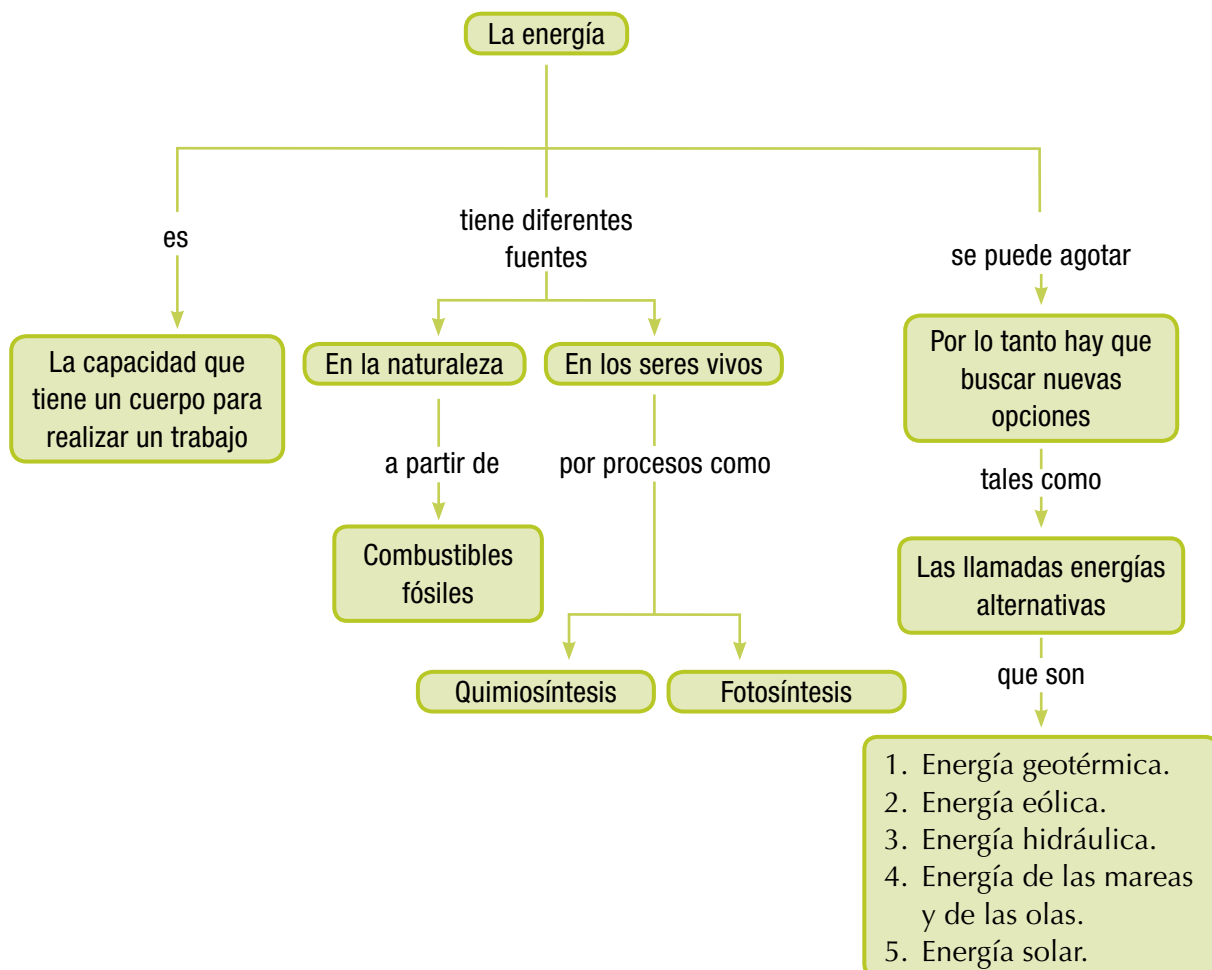 La energía
es
La capacidad que
tiene un cuerpo para
realizar un trabajo
tiene diferentes
fuentes
En la naturaleza
a partir de
Combustibles
fósiles
En los seres vivos
por procesos como
Quimiosíntesis
Fotosíntesis
se puede agotar
Por lo tanto hay que
buscar nuevas
opciones
tales como
Las llamadas energías
alternativas
que son
1. Energía geotérmica.
2. Energía eólica.
3. Energía hidráulica.
4. Energía de las mareas
y de las olas.
5. Energía solar.